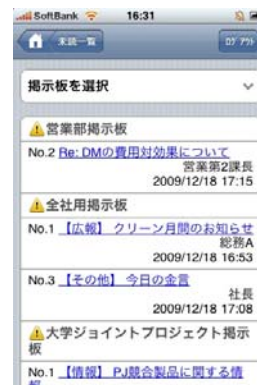 SoftBank 16:31
未読一覧 ログアウト
掲示板を選択
営業部掲示板
No.2 Re: DMの費用対効果について
営業第2課長
2009/12/18 17:15
全社用掲示板
No.1 【広報】 クリーン月間のお知らせ
総務A
2009/12/18 16:53
No.3 【その他】 今日の金言
社長
2009/12/18 17:08
大学ジョイントプロジェクト掲示
板
No.1 【情報】 PJ競合製品に関する情
報